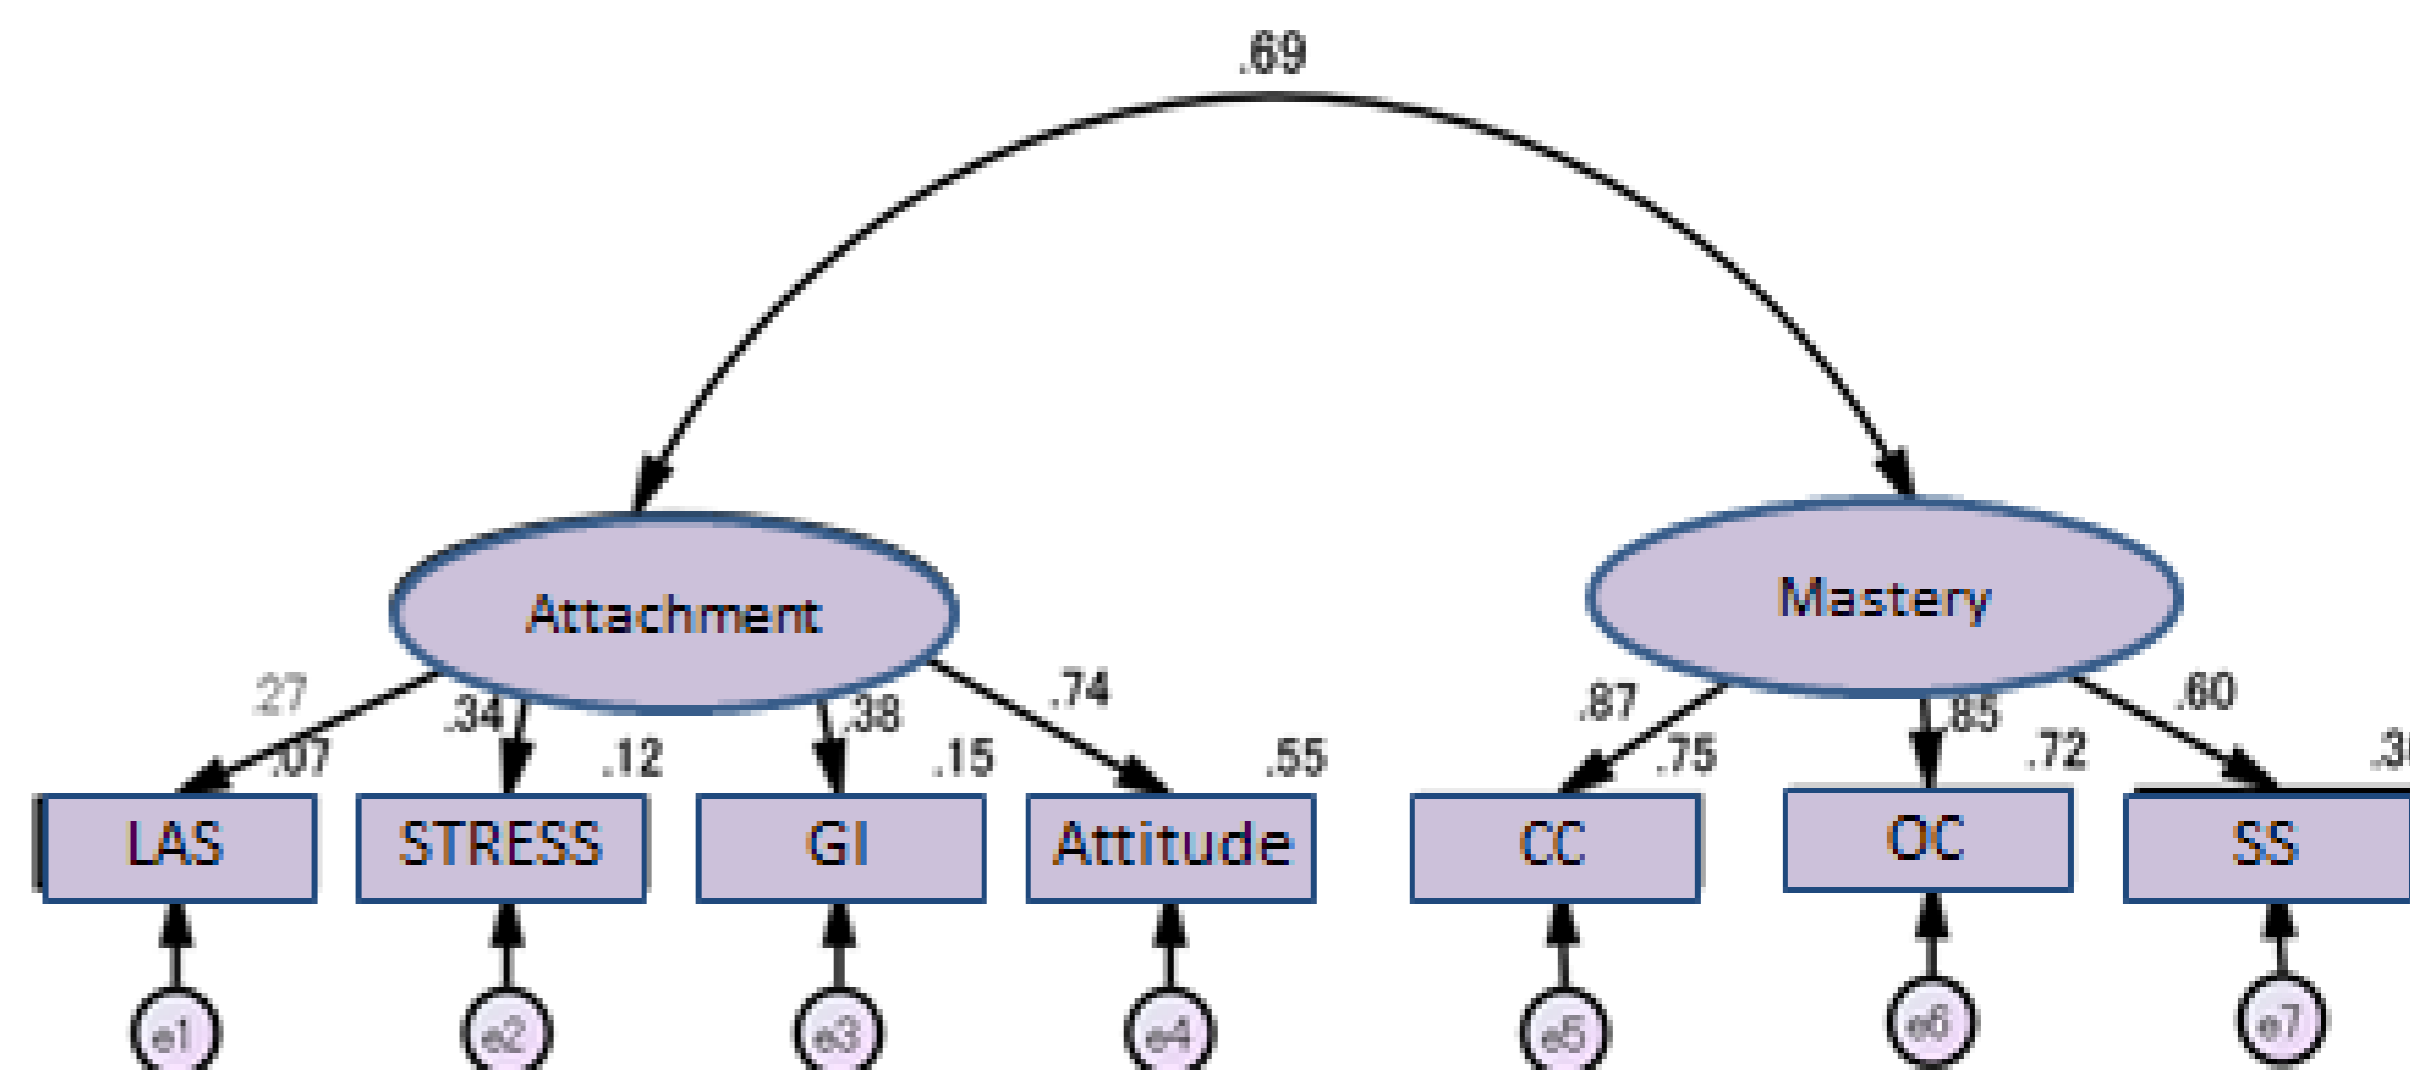 .69
Attachment
Mastery
.27
.34
.38
.74
.87
.85
.60
.07
.12
.15
.55
.75
.72
LAS
STRESS
GI
Attitude
CC
OC
SS
e1
e2
e3
e4
e5
e6
e7